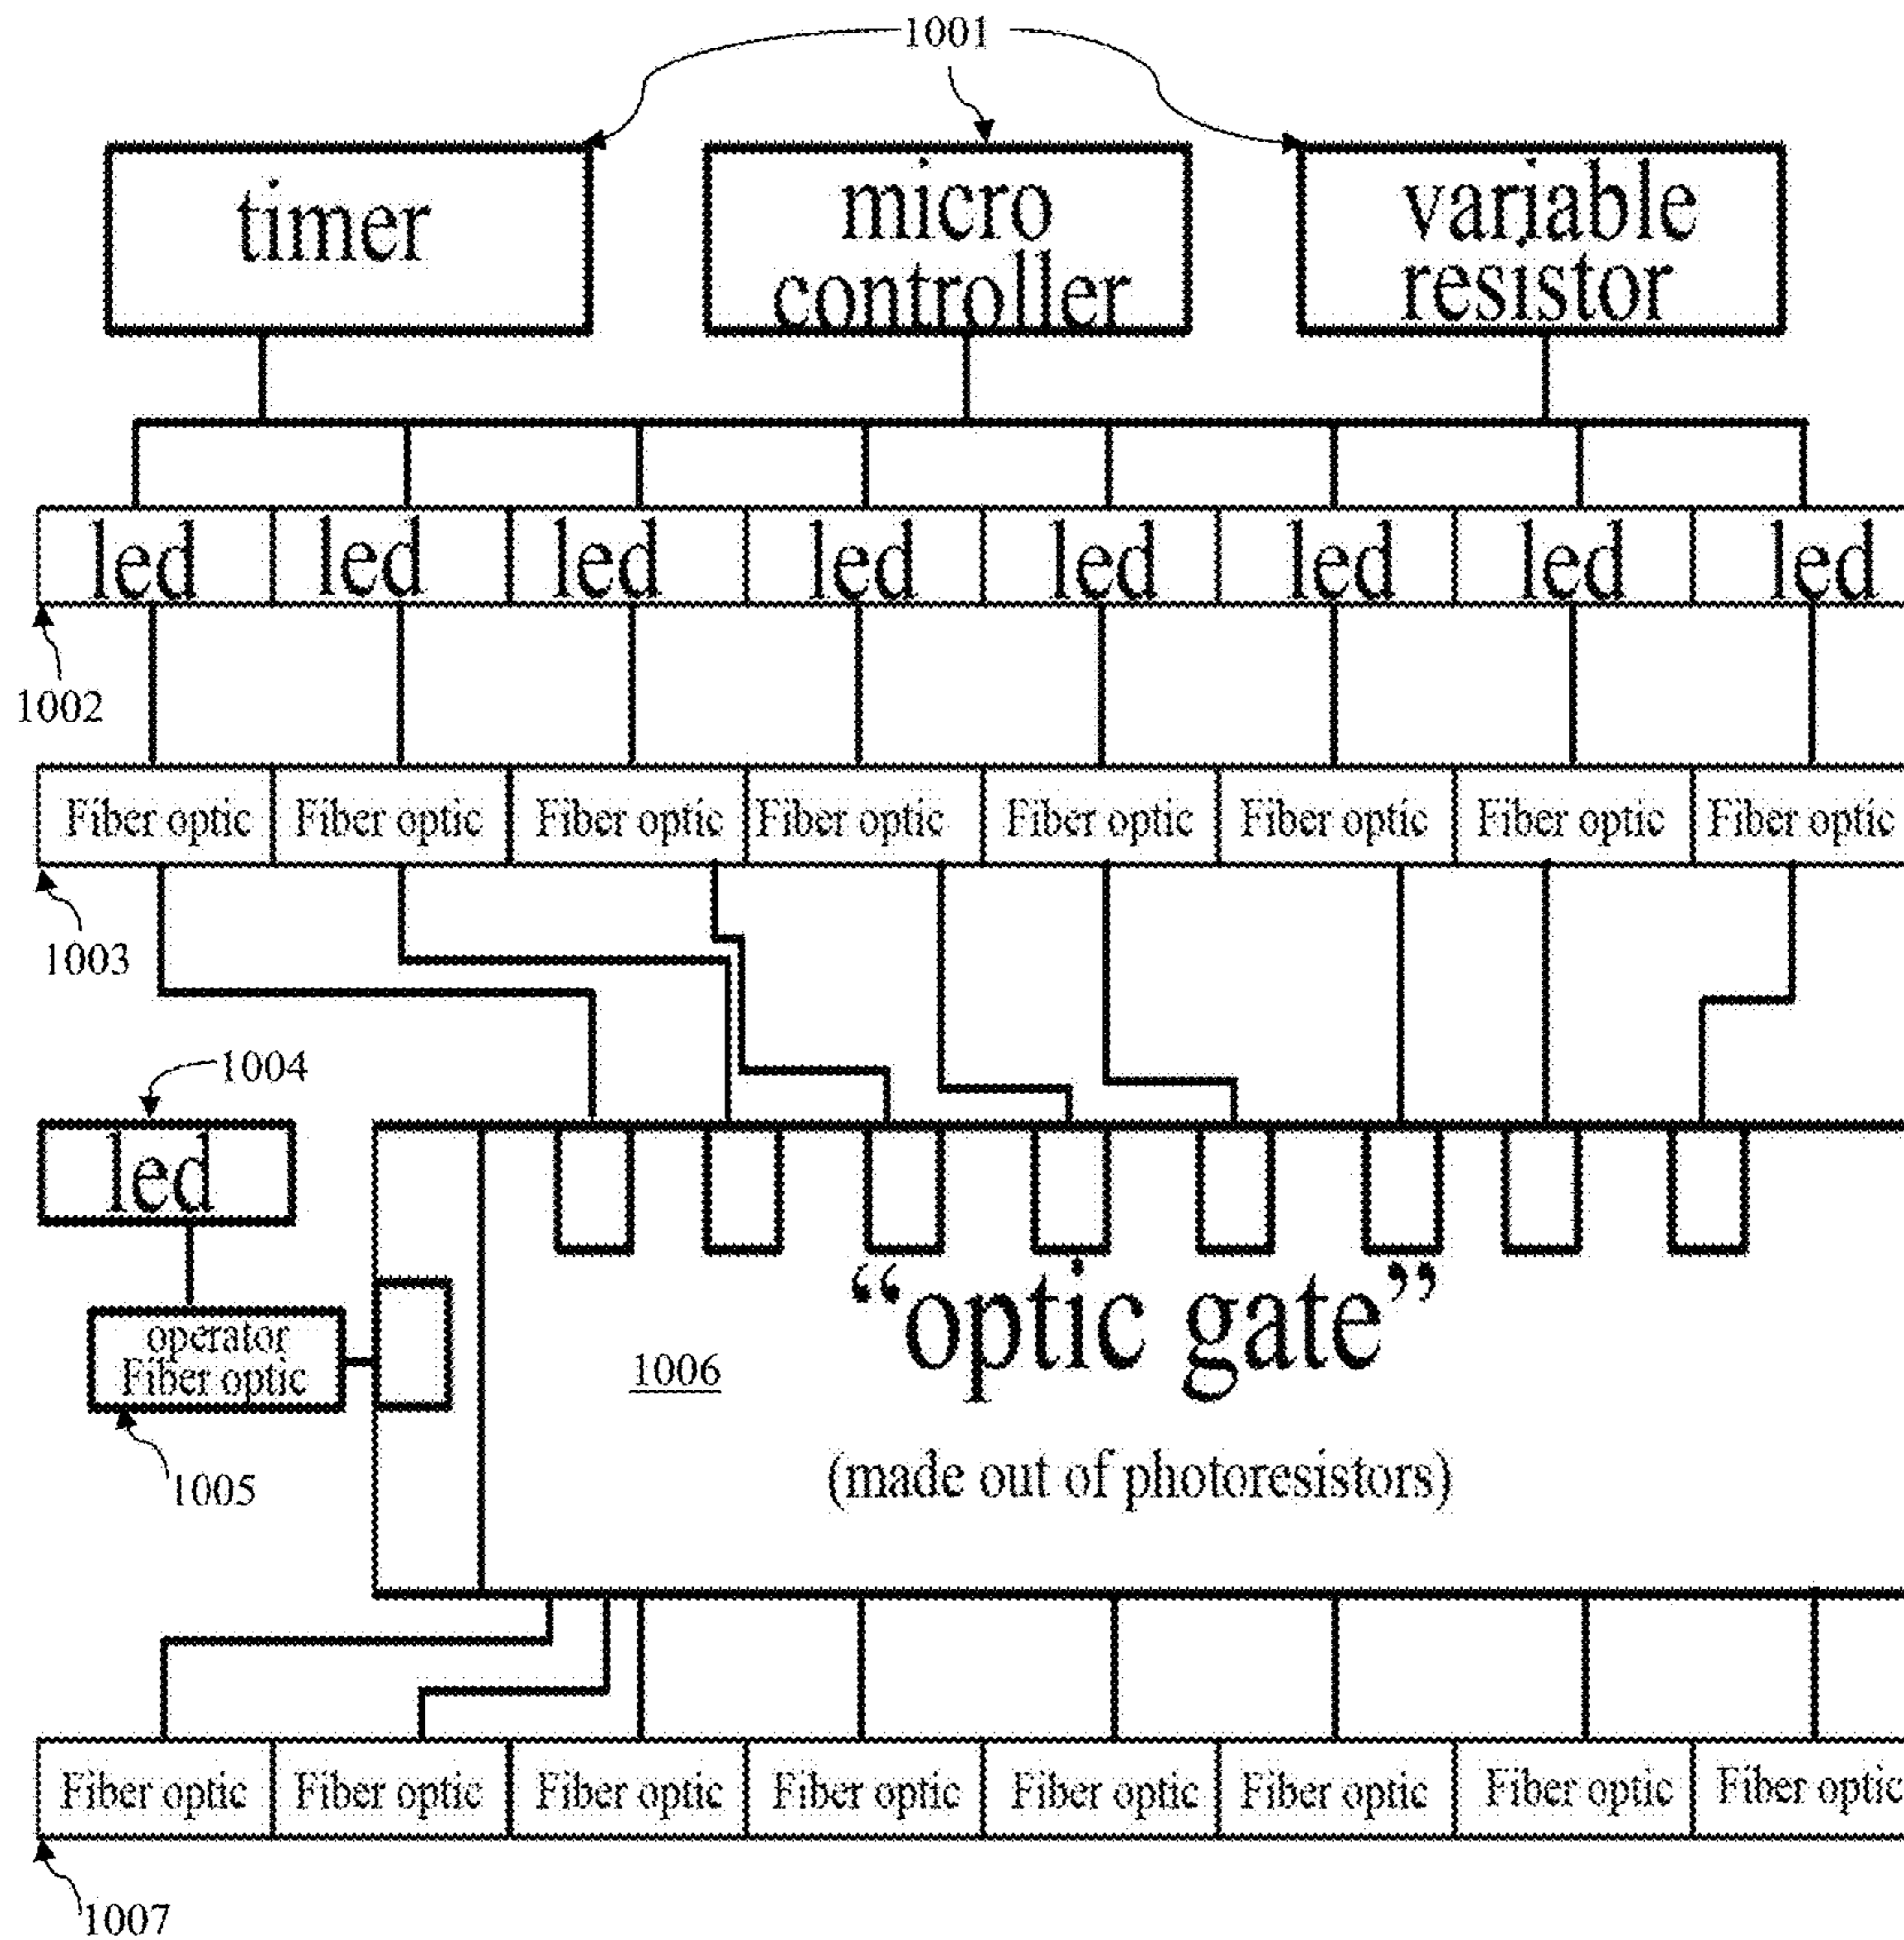 1001
timer
micro
controller
variable
resistor
led led led led led led led led
1002
Fiber optic Fiber optic Fiber optic Fiber optic Fiber optic Fiber optic Fiber optic Fiber optic
1003
1004
led
operator
Fiber optic
1005
“optic gate”
1006
(made out of photoresistors)
Fiber optic Fiber optic Fiber optic Fiber optic Fiber optic Fiber optic Fiber optic Fiber optic
1007